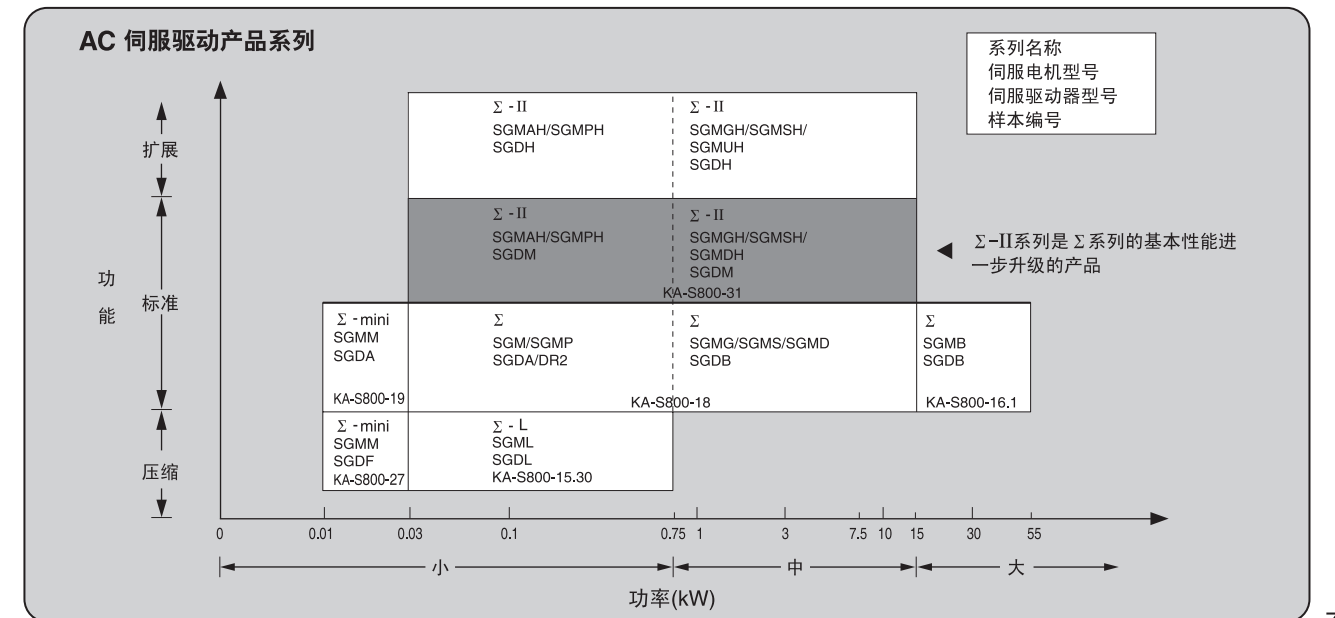 AC 伺服驱动产品系列
系列名称
伺服电机型号
伺服驱动器型号
样本编号
扩展
Σ-II
SGMAH/SGMPH
SGDH
Σ-II
SGMGH/SGMSH/
SGMUH
SGDH
功能
标准
Σ-II
SGMAH/SGMPH
SGDM
Σ-II
SGMGH/SGMSH/
SGMDH
SGDM
KA-S800-31
Σ-II系列是Σ系列的基本性能进
一步升级的产品
Σ-mini
SGMM
SGDA
KA-S800-19
Σ
SGM/SGMP
SGDA/DR2
Σ
SGMG/SGMS/SGMD
SGDB
KA-S800-18
Σ
SGMB
SGDB
KA-S800-16.1
压缩
Σ-mini
SGMM
SGDF
KA-S800-27
Σ-L
SGML
SGDL
KA-S800-15.30
0 0.01 0.03 0.1 0.75 1 3 7.5 10 15 30 55
小 中 大
功率(kW)